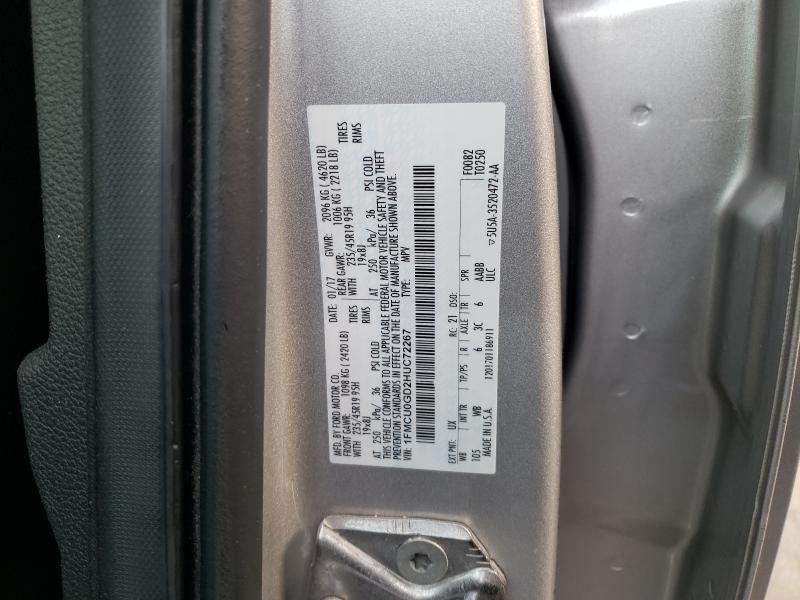 MFD. BY FORD MOTOR CO.
DATE: 01/17 GVWR: 2096 KG ( 4620 LB)
FRONT GAWR: 1098 KG ( 2420 LB) REAR GAWR: 1006 KG ( 2218 LB)
WITH 235/45R19 95H TIRES WITH 235/45R19 95H TIRES
19x8J RIMS 19x8J RIMS
AT 250 kPa/ 36 PSI COLD AT 250 kPa/ 36 PSI COLD
THIS VEHICLE CONFORMS TO ALL APPLICABLE FEDERAL MOTOR VEHICLE SAFETY AND THEFT
PREVENTION STANDARDS IN EFFECT ON THE DATE OF MANUFACTURE SHOWN ABOVE.
VIN: 1FMCU0GD2HUC72267 TYPE: MPV
F0082
EXT PNT: UX RC: 21 DSO: T0250
WB INT TR TP/PS R AXLE TR SPR
105 WB 6 3C 6 AABB
ULC
MADE IN U.S.A. 1201701186911 ▽5U5A-3520472-AA